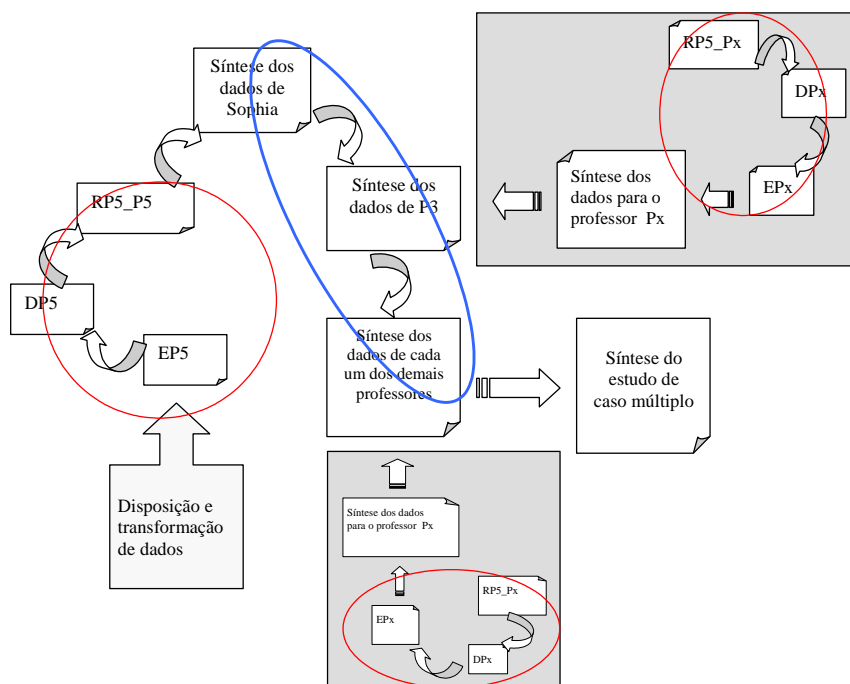 Síntese dos
dados de
Sophia
RP5_P5
DP5
EP5
Disposição e
transformação
de dados
Síntese dos
dados de P3
Síntese dos
dados de cada
um dos demais
professores
RP5_Px
DPx
EPx
Síntese dos
dados para o
professor Px
Síntese do
estudo de
caso múltiplo
Síntese dos dados
para o professor Px
RP5_Px
EPx
DPx